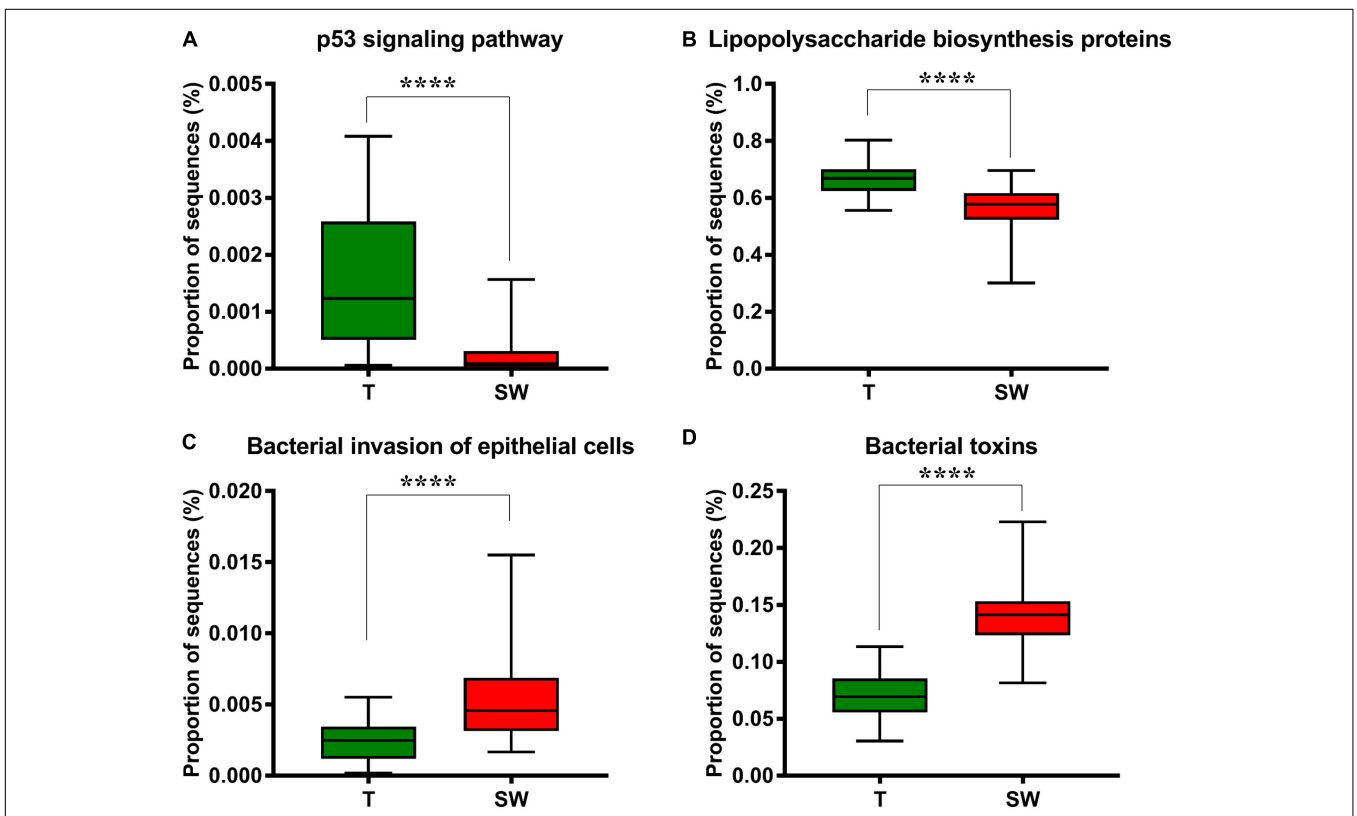 A p53 signaling pathway
****
Proportion of sequences (%)
0.005
0.004
0.003
0.002
0.001
0.000
T SW
B Lipopolysaccharide biosynthesis proteins
****
Proportion of sequences (%)
1.0
0.8
0.6
0.4
0.2
0.0
T SW
C Bacterial invasion of epithelial cells
****
Proportion of sequences (%)
0.020
0.015
0.010
0.005
0.000
T SW
D Bacterial toxins
****
Proportion of sequences (%)
0.25
0.20
0.15
0.10
0.05
0.00
T SW